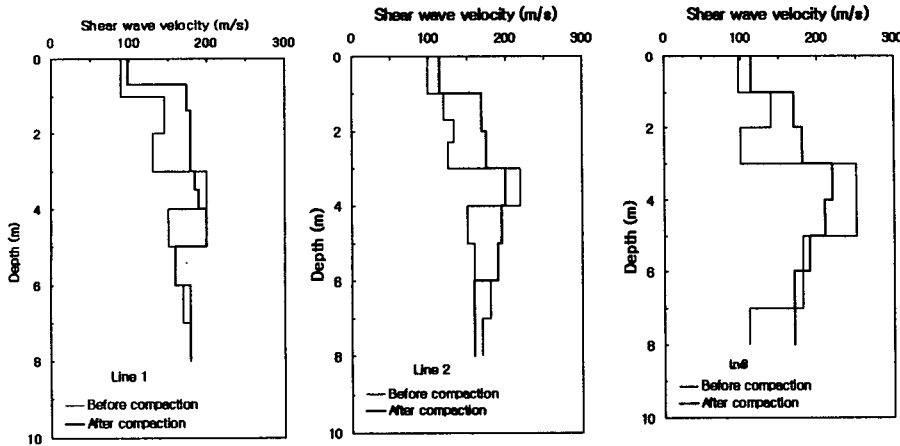 Shear wave velocity (m/s)
0 100 200 300
0
2
4
6
8
10
Depth (m)
Line 1
Before compaction
After compaction
Shear wave velocity (m/s)
0 100 200 300
0
2
4
6
8
10
Depth (m)
Line 2
Before compaction
After compaction
Shear wave velocity (m/s)
0 100 200 300
0
2
4
6
8
10
Depth (m)
Before compaction
After compaction